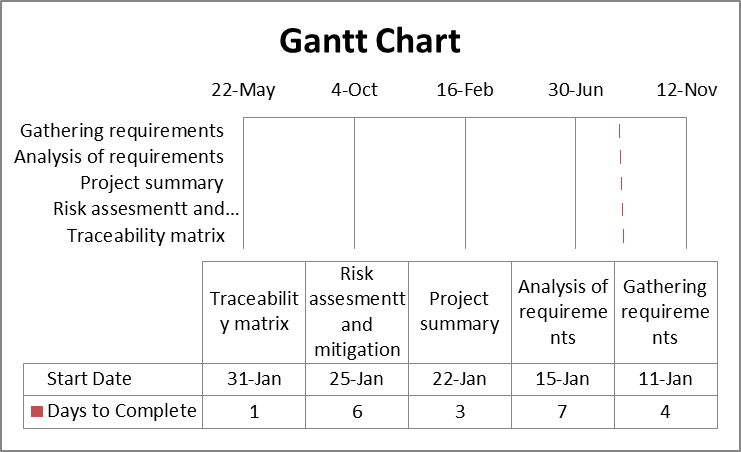 Gantt Chart
22-May 4-Oct 16-Feb 30-Jun 12-Nov
Gathering requirements
Analysis of requirements
Project summary
Risk assesmentt and...
Traceability matrix
Traceabilit
y matrix
Risk
assesmentt
and
mitigation
Project
summary
Analysis of
requireme
nts
Gathering
requireme
nts
Start Date 31-Jan 25-Jan 22-Jan 15-Jan 11-Jan
Days to Complete 1 6 3 7 4